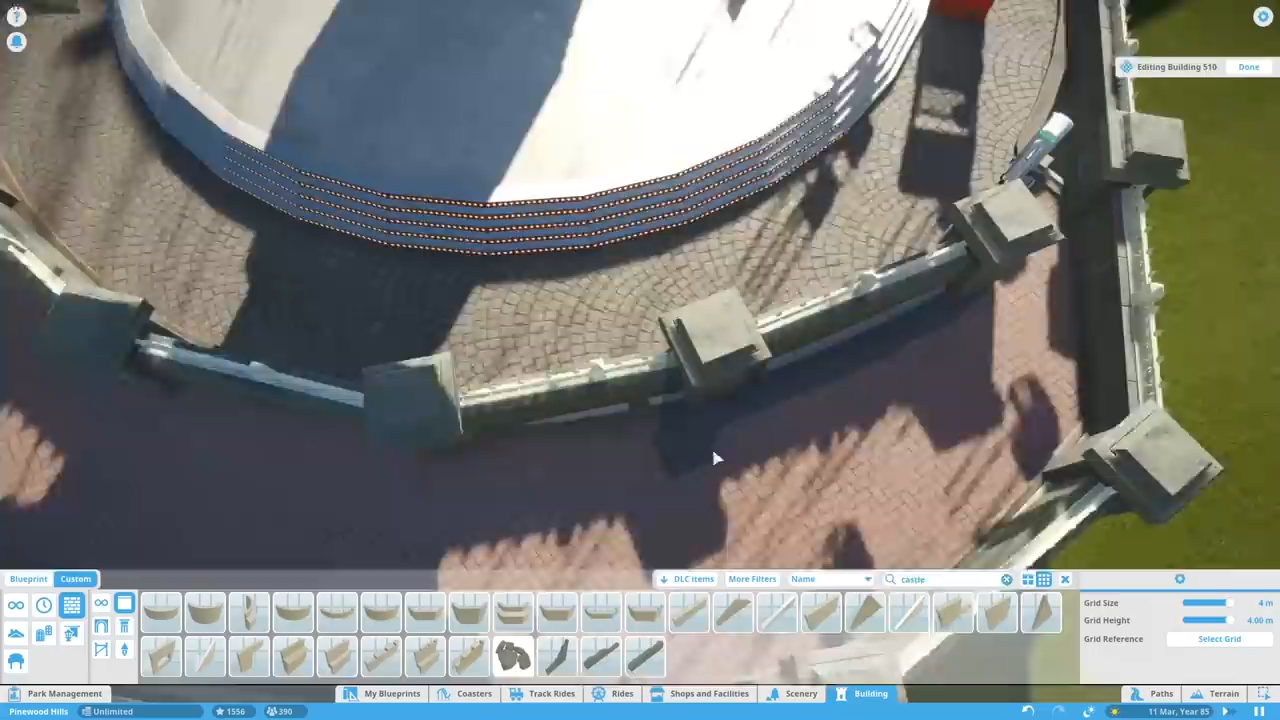 ?
Editing Building 510
Done
Blueprint
Custom
DLC items
More Filters
Name
castle
Grid Size
4 m
Grid Height
4.00 m
Grid Reference
Select Grid
Park Management
My Blueprints
Coasters
Track Rides
Rides
Shops and Facilities
Scenery
Building
Paths
Terrain
Pinewood Hills
Unlimited
1556
390
11 Mar, Year 85